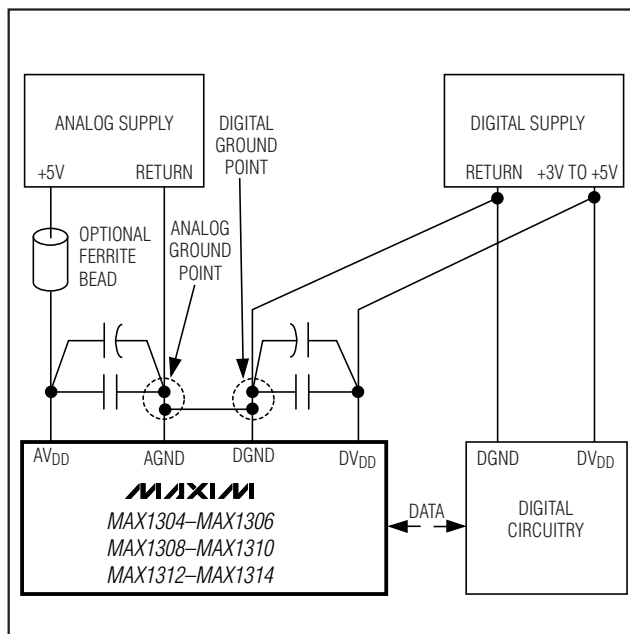 ANALOG SUPPLY
+5V RETURN
DIGITAL
GROUND
POINT
DIGITAL SUPPLY
RETURN +3V TO +5V
OPTIONAL
FERRITE
BEAD
ANALOG
GROUND
POINT
AVDD AGND DGND DVDD
MAXIM
MAX1304–MAX1306
MAX1308–MAX1310
MAX1312–MAX1314
DATA
DGND DVDD
DIGITAL
CIRCUITRY